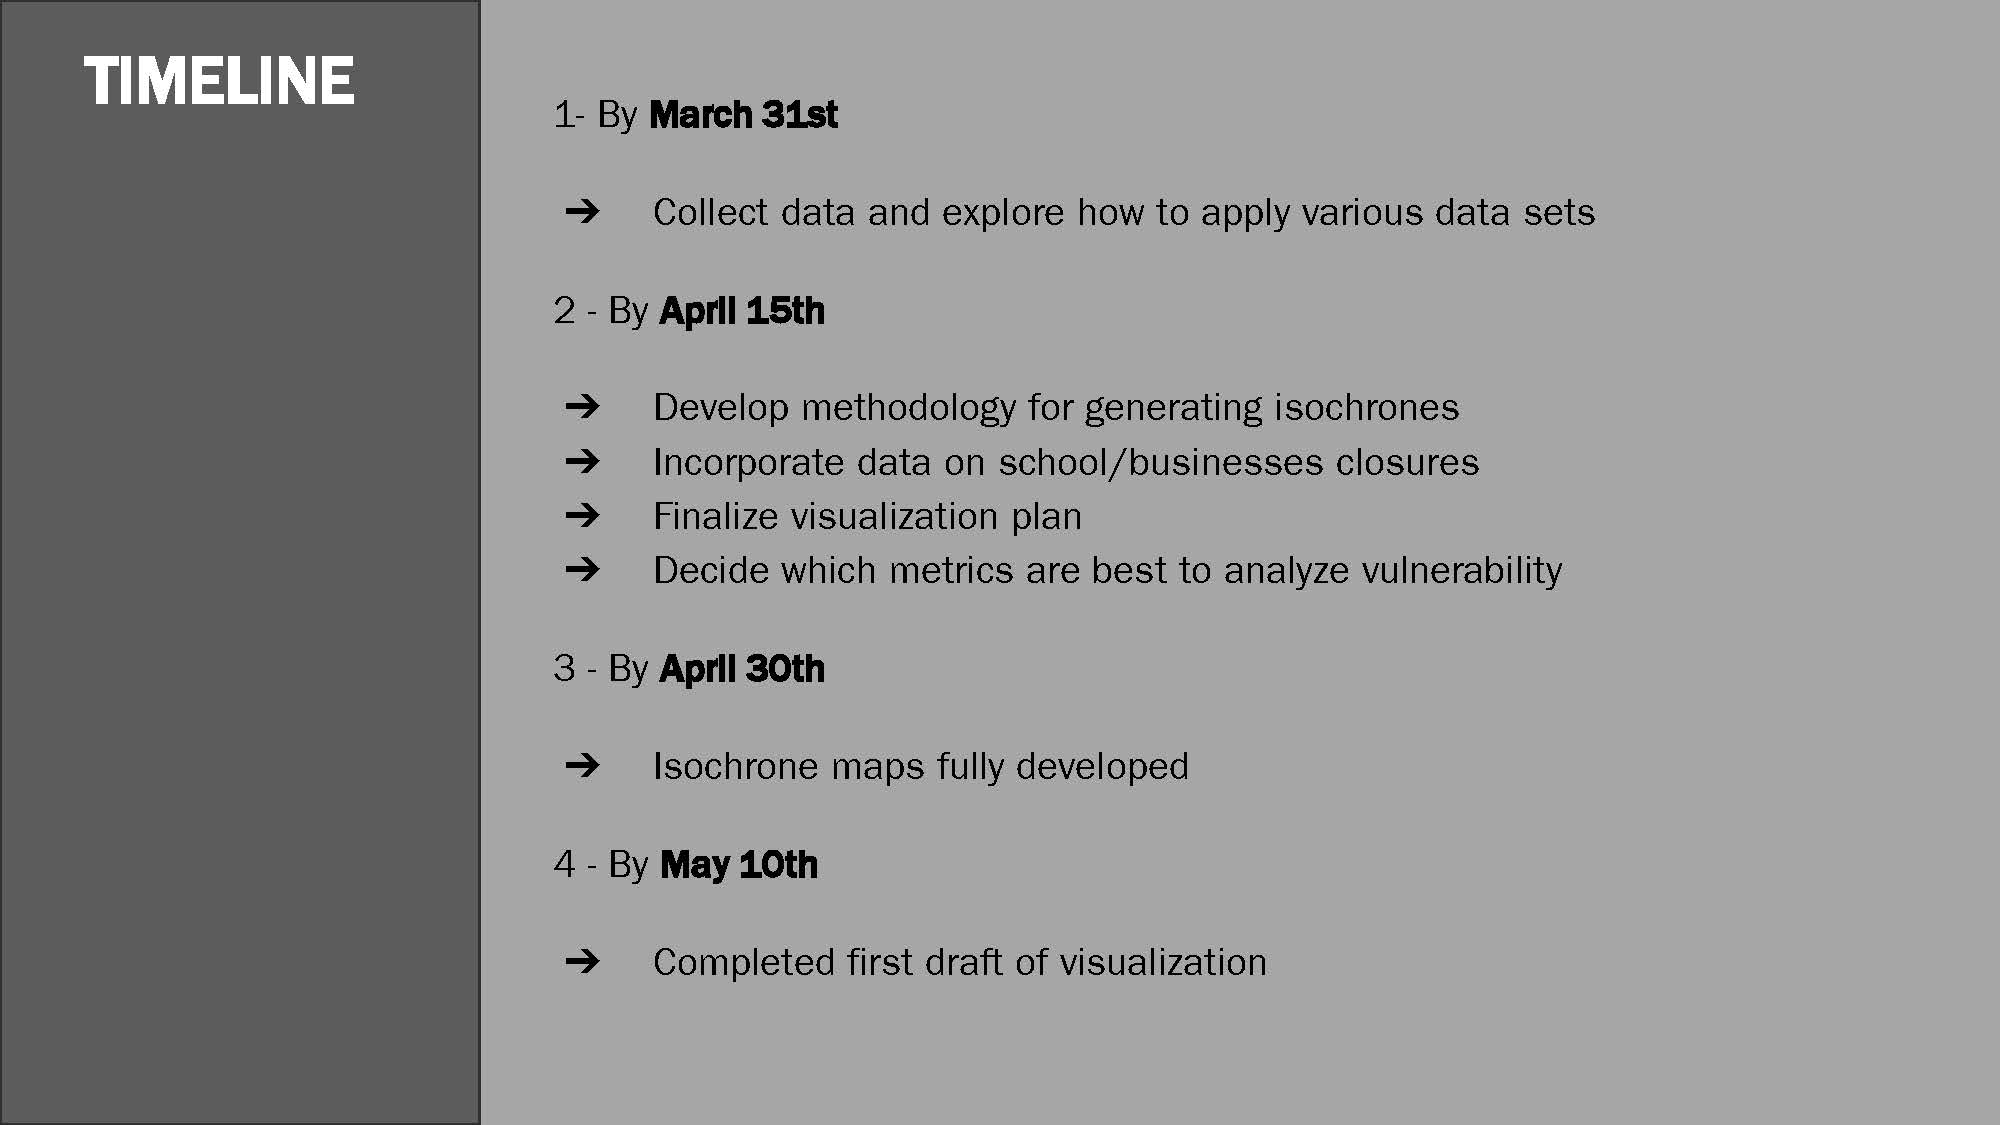 TIMELINE
1- By March 31st
➔ Collect data and explore how to apply various data sets
2 - By April 15th
➔ Develop methodology for generating isochrones
➔ Incorporate data on school/businesses closures
➔ Finalize visualization plan
➔ Decide which metrics are best to analyze vulnerability
3 - By April 30th
➔ Isochrone maps fully developed
4 - By May 10th
➔ Completed first draft of visualization